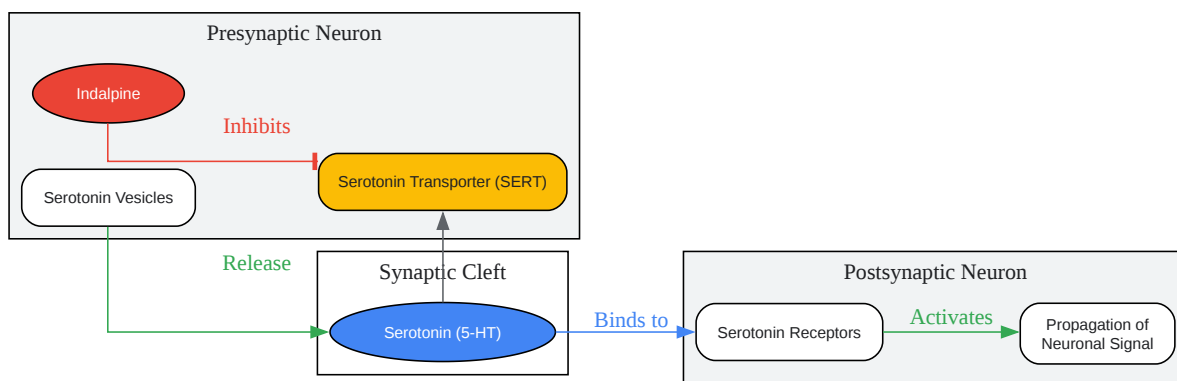 Presynaptic Neuron
Indalpine
Inhibits
Serotonin Transporter (SERT)
Serotonin Vesicles
Release
Synaptic Cleft
Serotonin (5-HT)
Binds to
Postsynaptic Neuron
Serotonin Receptors
Activates
Propagation of
Neuronal Signal